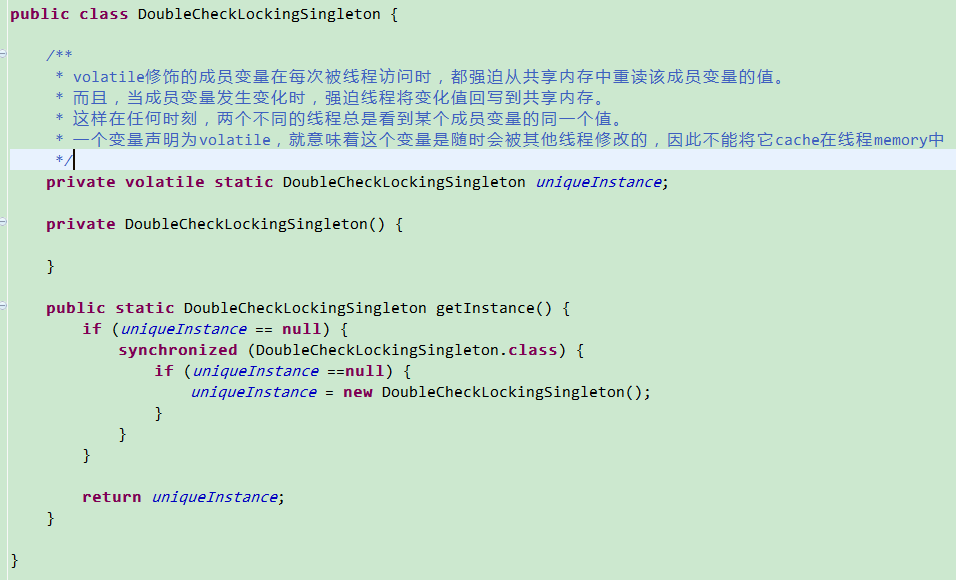 public class DoubleCheckLockingSingleton {
/**
* volatile修饰的成员变量在每次被线程访问时，都强迫从共享内存中重读该成员变量的值。
* 而且，当成员变量发生变化时，强迫线程将变化值回写到共享内存。
* 这样在任何时刻，两个不同的线程总是看到某个成员变量的同一个值。
* 一个变量声明为volatile，就意味着这个变量是随时会被其他线程修改的，因此不能将它cache在线程memory中
*/
private volatile static DoubleCheckLockingSingleton uniqueInstance;
private DoubleCheckLockingSingleton() {
}
public static DoubleCheckLockingSingleton getInstance() {
if (uniqueInstance == null) {
synchronized (DoubleCheckLockingSingleton.class) {
if (uniqueInstance ==null) {
uniqueInstance = new DoubleCheckLockingSingleton();
}
}
}
return uniqueInstance;
}
}